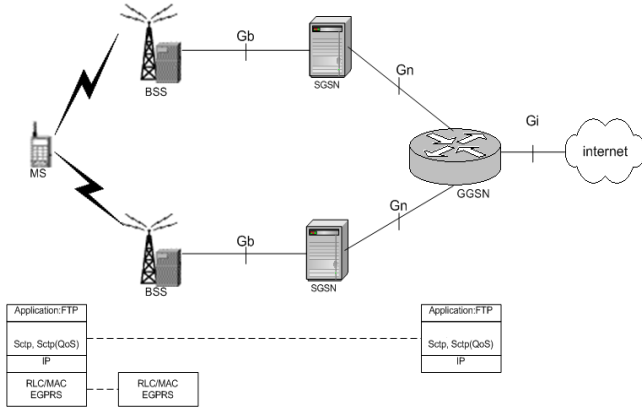 Gb
BSS
SGSN
Gn
Gi
MS
internet
GGSN
Gn
Gb
BSS
SGSN
Application:FTP
Sctp, Sctp(QoS)
IP
RLC/MAC
EGPRS
RLC/MAC
EGPRS
Application:FTP
Sctp, Sctp(QoS)
IP